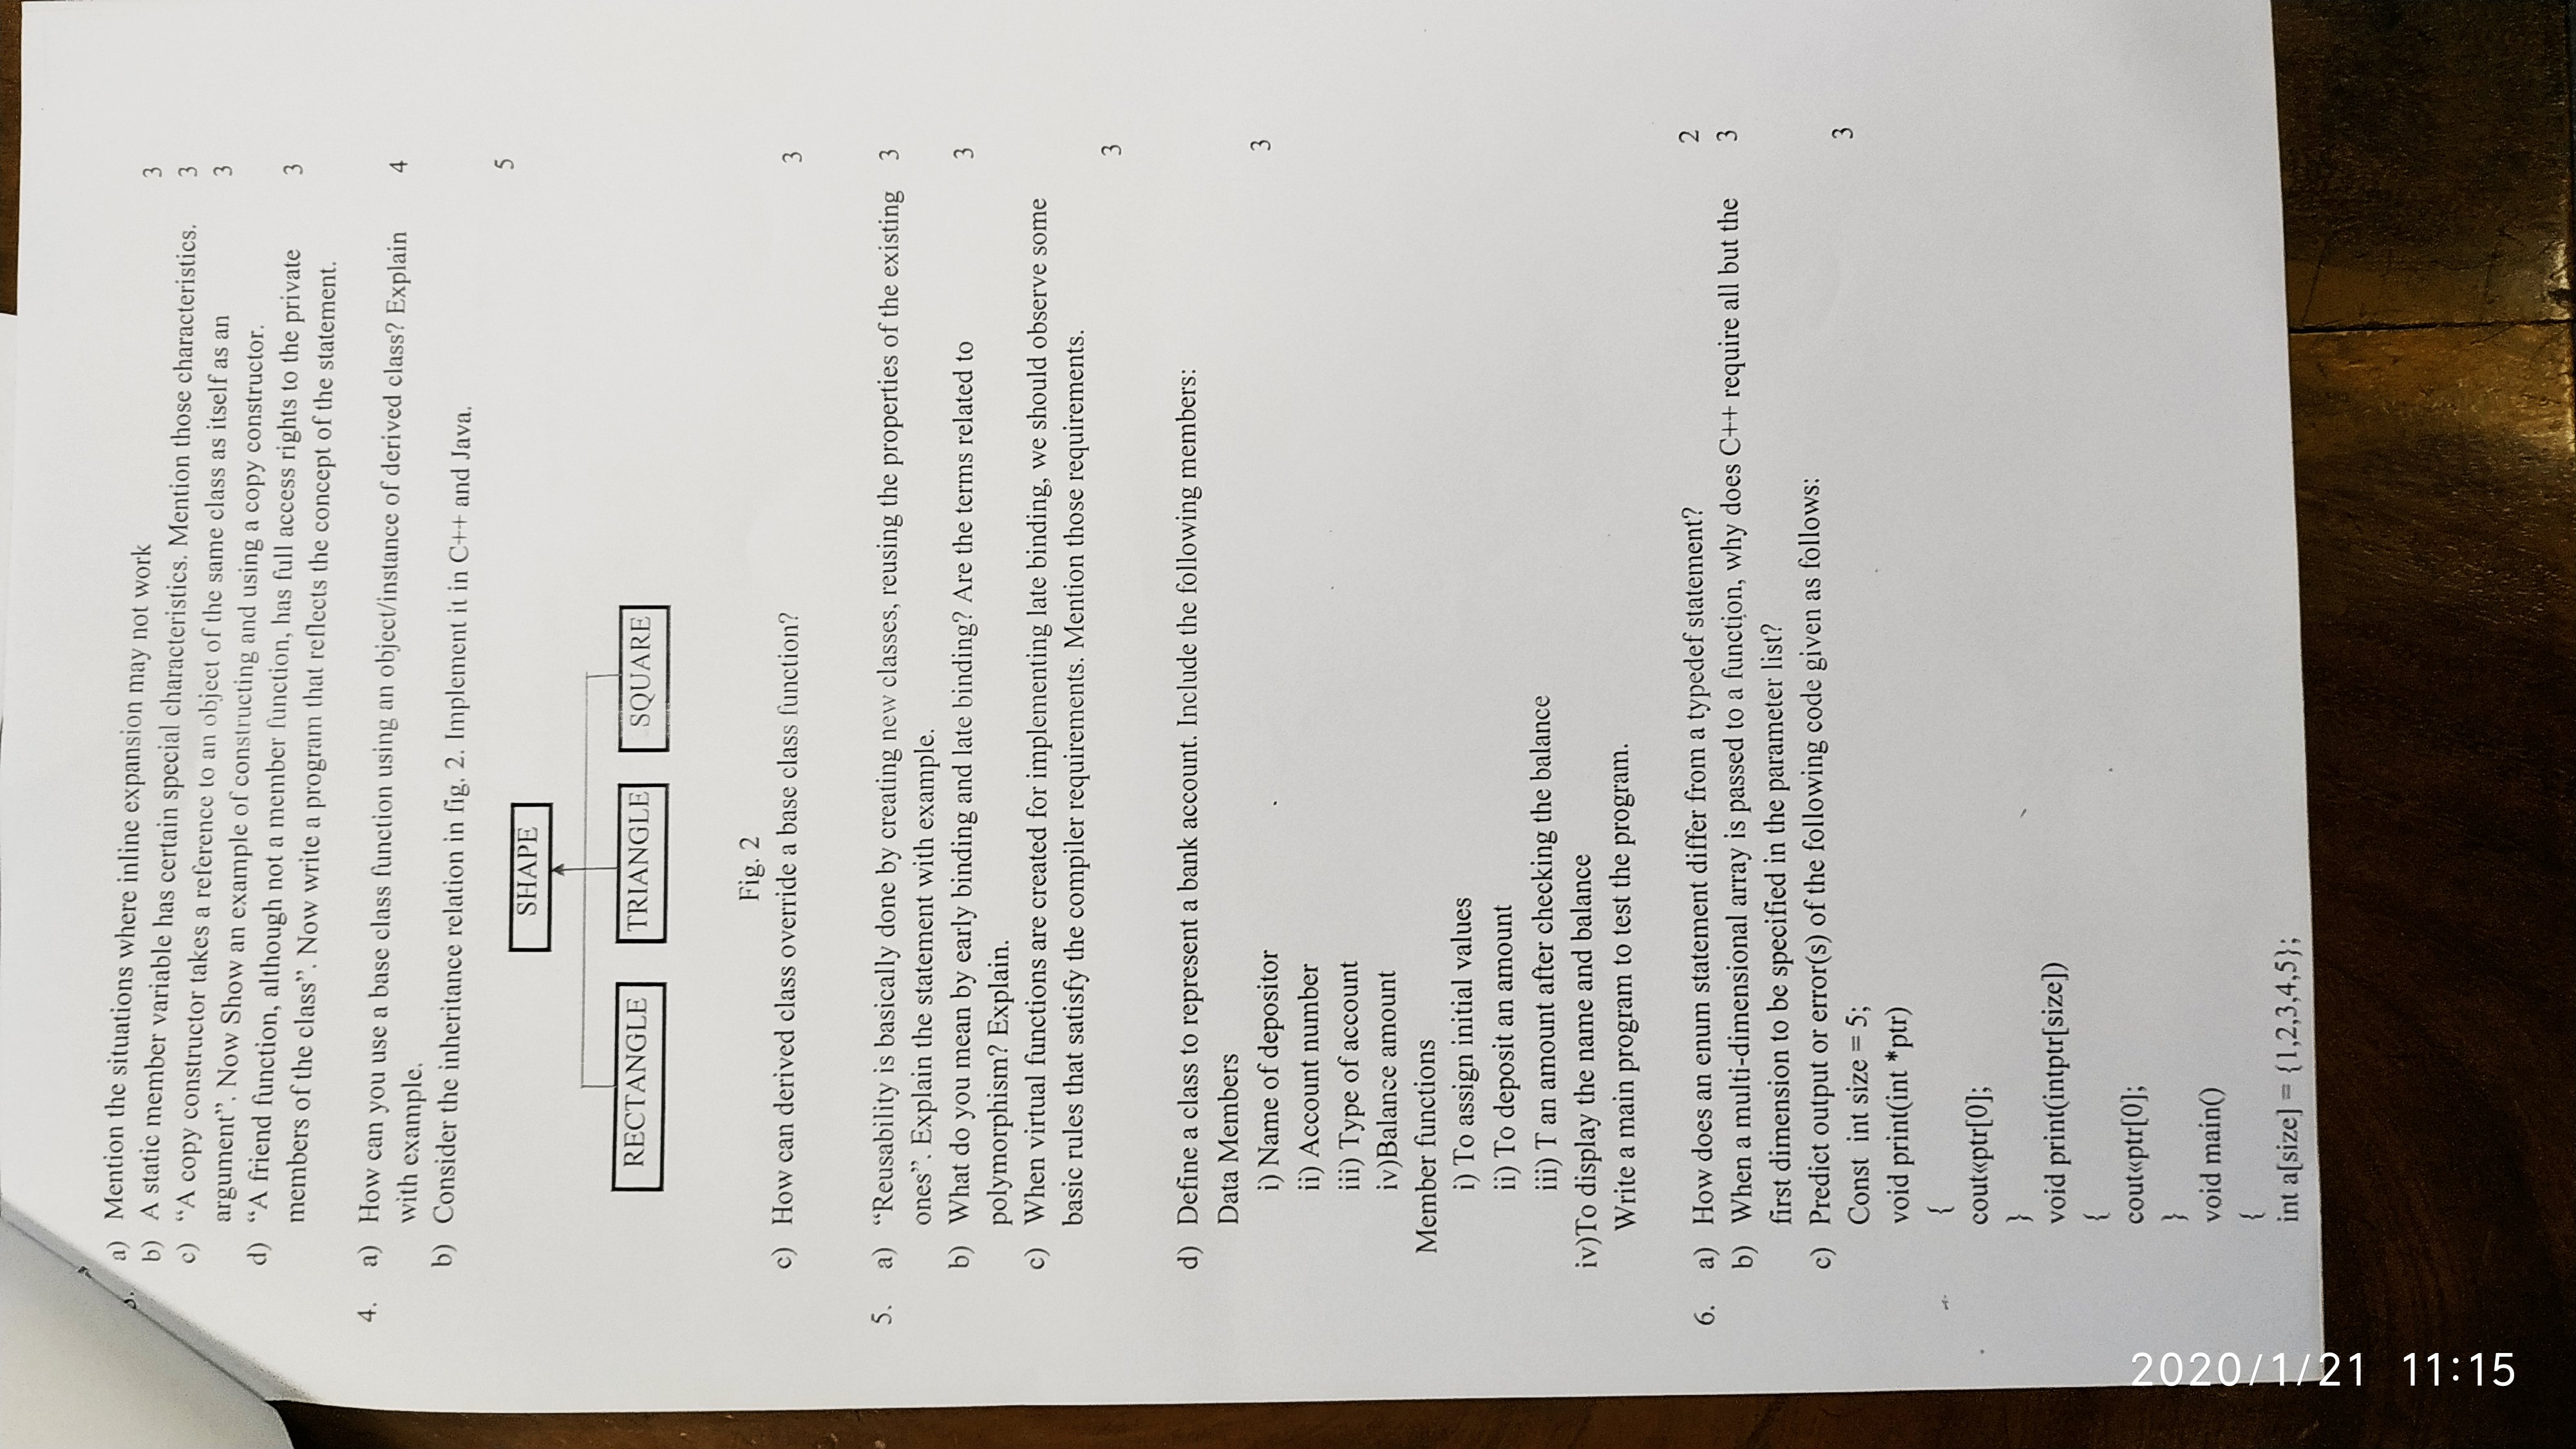 3.
a) Mention the situations where inline expansion may not work 3
b) A static member variable has certain special characteristics. Mention those characteristics. 3
c) “A copy constructor takes a reference to an object of the same class as itself as an 3
argument”. Now Show an example of constructing and using a copy constructor.
d) “A friend function, although not a member function, has full access rights to the private 3
members of the class”. Now write a program that reflects the concept of the statement.
4. a) How can you use a base class function using an object/instance of derived class? Explain 4
with example.
b) Consider the inheritance relation in fig. 2. Implement it in C++ and Java. 5
SHAPE
RECTANGLE TRIANGLE SQUARE
Fig. 2
c) How can derived class override a base class function? 3
5. a) “Reusability is basically done by creating new classes, reusing the properties of the existing 3
ones”. Explain the statement with example.
b) What do you mean by early binding and late binding? Are the terms related to 3
polymorphism? Explain.
c) When virtual functions are created for implementing late binding, we should observe some
basic rules that satisfy the compiler requirements. Mention those requirements. 3
d) Define a class to represent a bank account. Include the following members:
Data Members
i) Name of depositor 3
ii) Account number
iii) Type of account
iv)Balance amount
Member functions
i) To assign initial values
ii) To deposit an amount
iii) T an amount after checking the balance
iv)To display the name and balance
Write a main program to test the program.
6. a) How does an enum statement differ from a typedef statement? 2
b) When a multi-dimensional array is passed to a function, why does C++ require all but the 3
first dimension to be specified in the parameter list?
c) Predict output or error(s) of the following code given as follows:
Const int size = 5; 3
void print(int *ptr)
{
cout«ptr[0];
}
void print(intptr[size])
{
cout«ptr[0];
}
void main()
{
int a[size] = {1,2,3,4,5};
2020/1/21 11:15